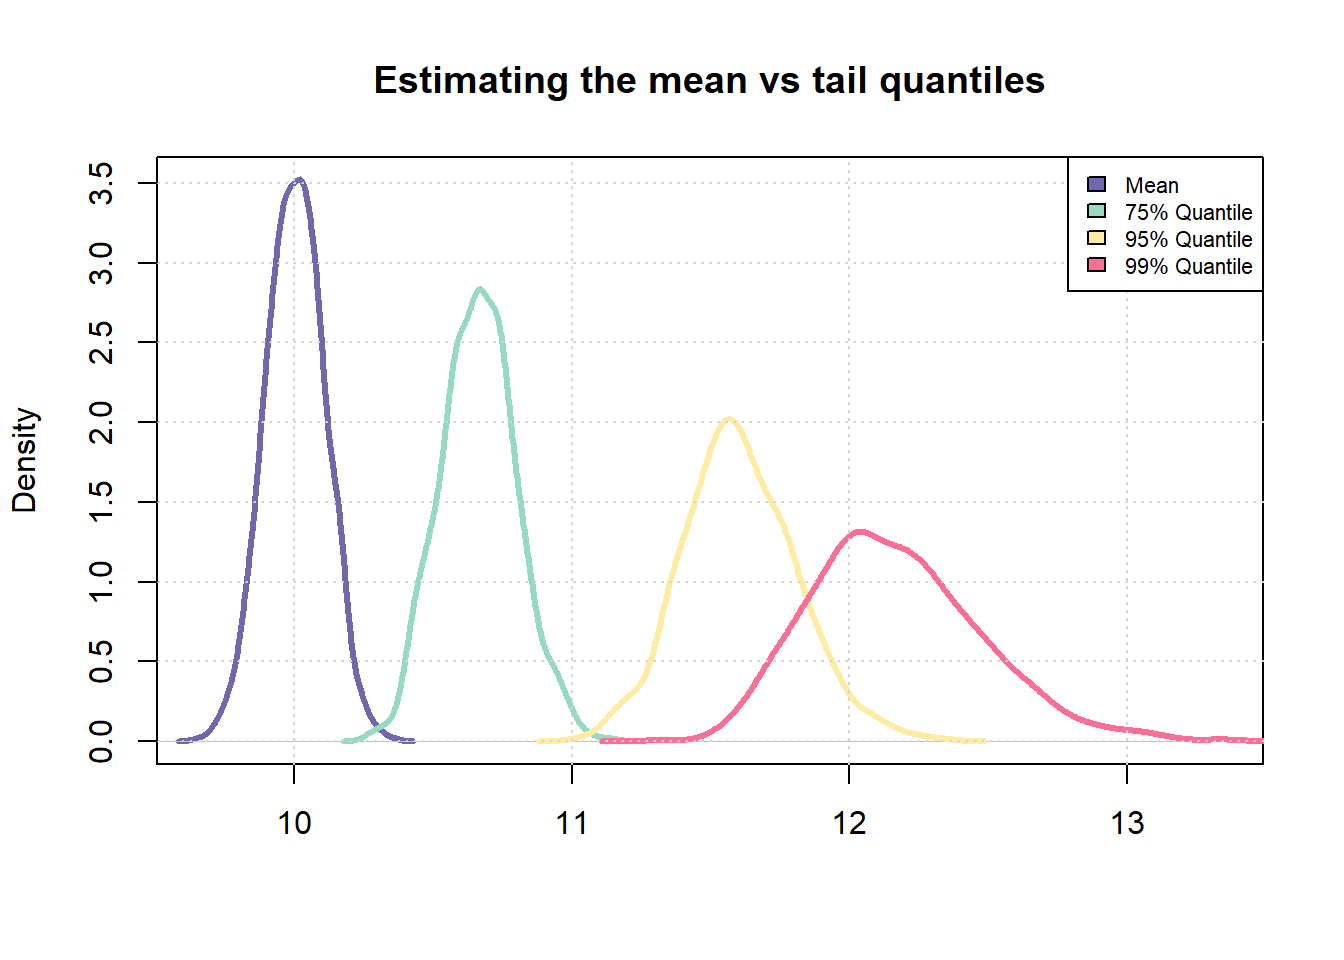 Estimating the mean vs tail quantiles
Mean
75% Quantile
95% Quantile
99% Quantile
Density
3.5
3.0
2.5
2.0
1.5
1.0
0.5
0.0
10 11 12 13